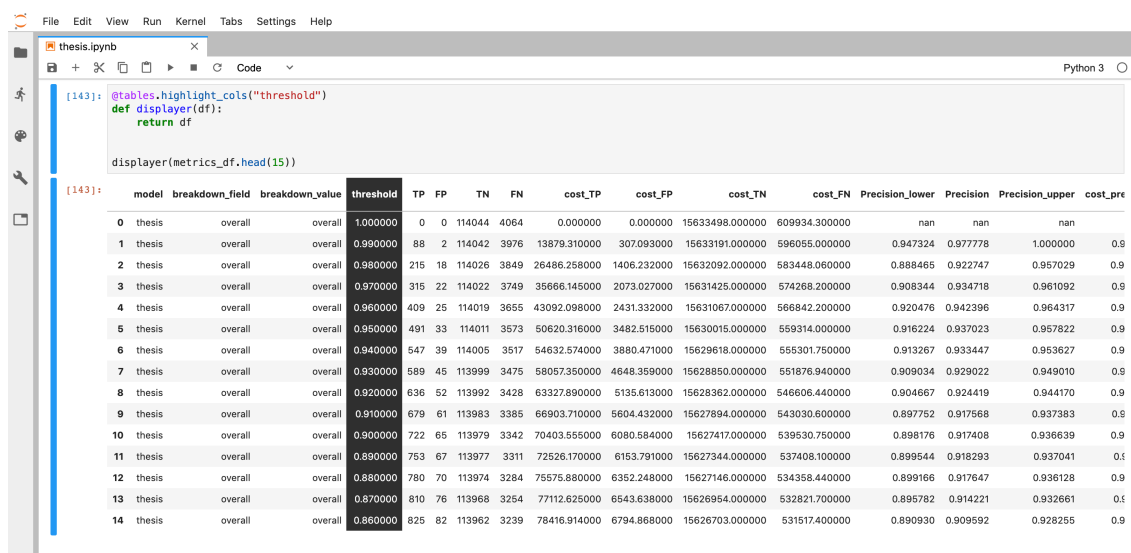 File Edit View Run Kernel Tabs Settings Help
thesis.ipynb
Code Python 3
[143]: @tables.highlight_cols("threshold")
def displayer(df):
return df
displayer(metrics_df.head(15))
[143]: model breakdown_field breakdown_value threshold TP FP TN FN cost_TP cost_FP cost_TN cost_FN Precision_lower Precision Precision_upper cost_pre
0 thesis overall overall 1.000000 0 0 114044 4064 0.000000 0.000000 15633498.000000 609934.300000 nan nan nan
1 thesis overall overall 0.990000 88 2 114042 3976 13879.310000 307.093000 15633191.000000 596055.000000 0.947324 0.977778 1.000000 0.9
2 thesis overall overall 0.980000 215 18 114026 3849 26486.258000 1406.232000 15632092.000000 583448.060000 0.888465 0.922747 0.957029 0.9
3 thesis overall overall 0.970000 315 22 114022 3749 35666.145000 2073.027000 15631425.000000 574268.200000 0.908344 0.934718 0.961092 0.9
4 thesis overall overall 0.960000 409 25 114019 3655 43092.098000 2431.332000 15631067.000000 566842.200000 0.920476 0.942396 0.964317 0.9
5 thesis overall overall 0.950000 491 33 114011 3573 50620.316000 3482.515000 15630015.000000 559314.000000 0.916224 0.937023 0.957822 0.9
6 thesis overall overall 0.940000 547 39 114005 3517 54632.574000 3880.471000 15629618.000000 555301.750000 0.913267 0.933447 0.953627 0.9
7 thesis overall overall 0.930000 589 45 113999 3475 58057.350000 4648.359000 15628850.000000 551876.940000 0.909034 0.929022 0.949010 0.9
8 thesis overall overall 0.920000 636 52 113992 3428 63327.890000 5135.613000 15628362.000000 546606.440000 0.904667 0.924419 0.944170 0.9
9 thesis overall overall 0.910000 679 61 113983 3385 66903.710000 5604.432000 15627894.000000 543030.600000 0.897752 0.917568 0.937383 0.9
10 thesis overall overall 0.900000 722 65 113979 3342 70403.555000 6080.584000 15627417.000000 539530.750000 0.898176 0.917408 0.936639 0.9
11 thesis overall overall 0.890000 753 67 113977 3311 72526.170000 6153.791000 15627344.000000 537408.100000 0.899544 0.918293 0.937041 0.9
12 thesis overall overall 0.880000 780 70 113974 3284 75575.880000 6352.248000 15627146.000000 534358.440000 0.899166 0.917647 0.936128 0.9
13 thesis overall overall 0.870000 810 76 113968 3254 77112.625000 6543.638000 15626954.000000 532821.700000 0.895782 0.914221 0.932661 0.9
14 thesis overall overall 0.860000 825 82 113962 3239 78416.914000 6794.868000 15626703.000000 531517.400000 0.890930 0.909592 0.928255 0.9